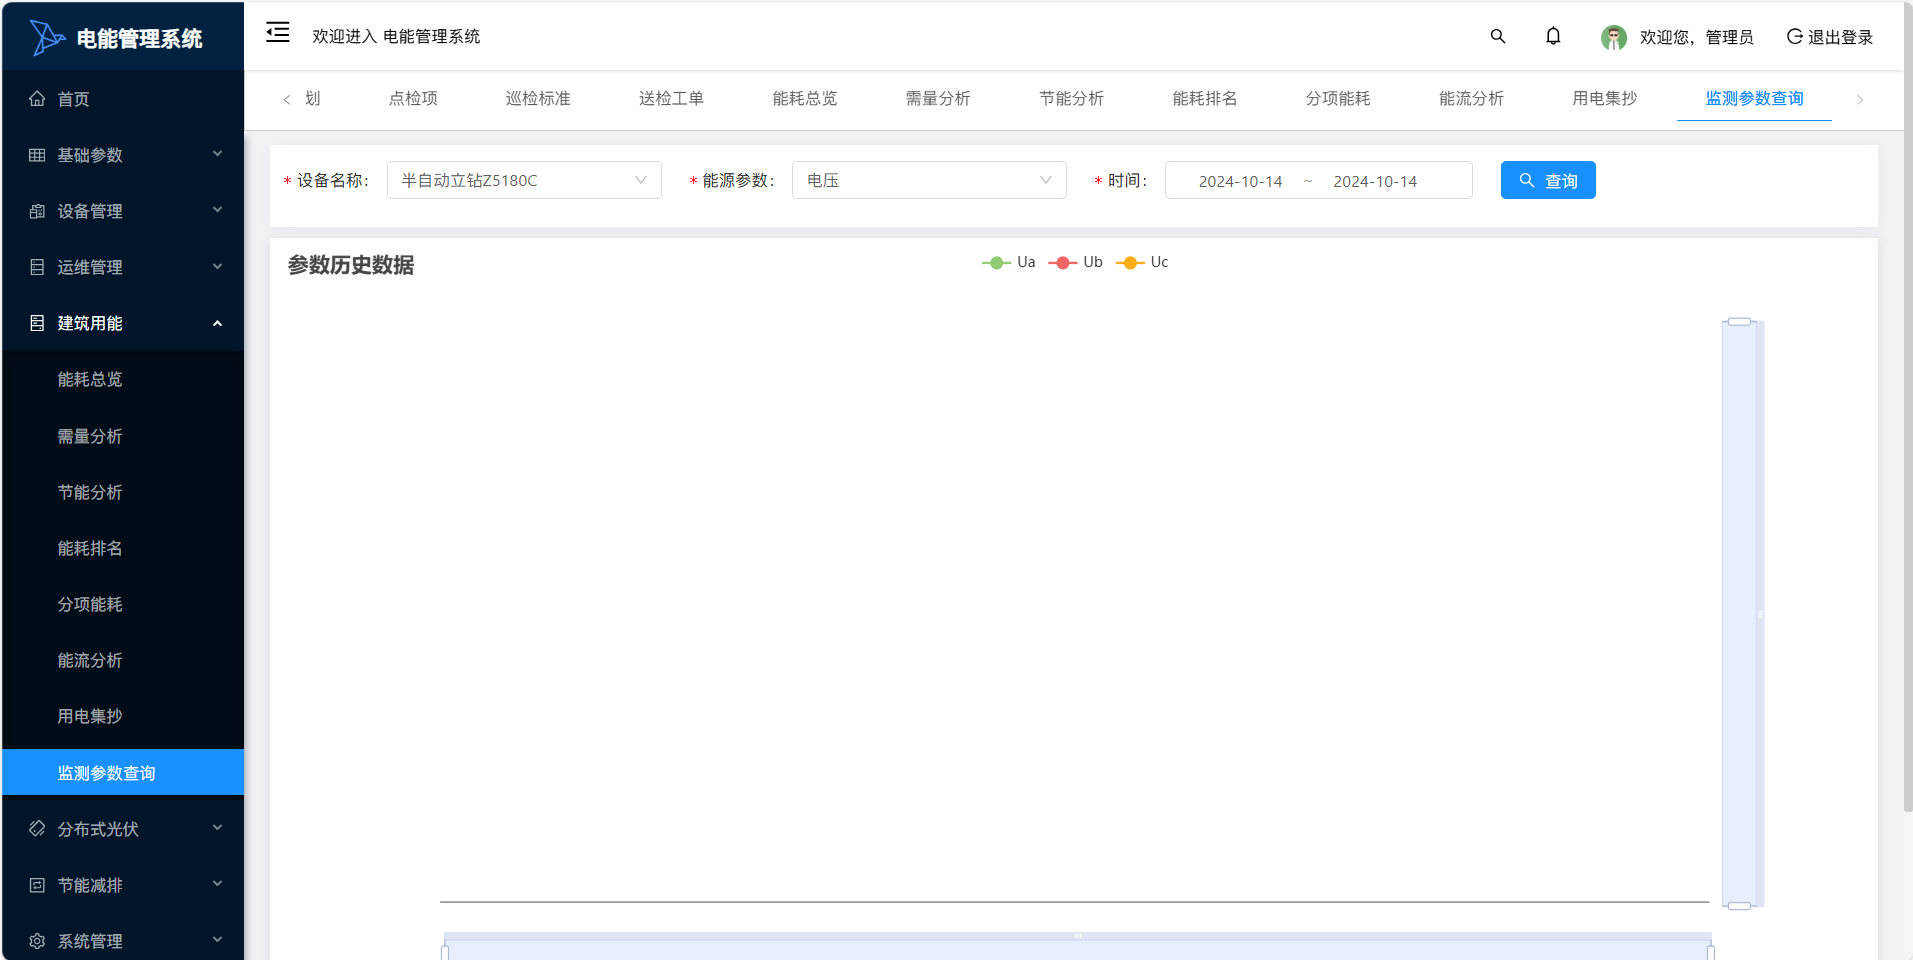 电能管理系统
欢迎进入 电能管理系统
欢迎您，管理员
退出登录
首页
基础参数
设备管理
运维管理
建筑用能
能耗总览
需量分析
节能分析
能耗排名
分项能耗
能流分析
用电集抄
监测参数查询
分布式光伏
节能减排
系统管理
划 点检项 巡检标准 送检工单 能耗总览 需量分析 节能分析 能耗排名 分项能耗 能流分析 用电集抄 监测参数查询
* 设备名称： 半自动立钻Z5180C * 能源参数： 电压 * 时间： 2024-10-14 ~ 2024-10-14 查询
参数历史数据
Ua Ub Uc